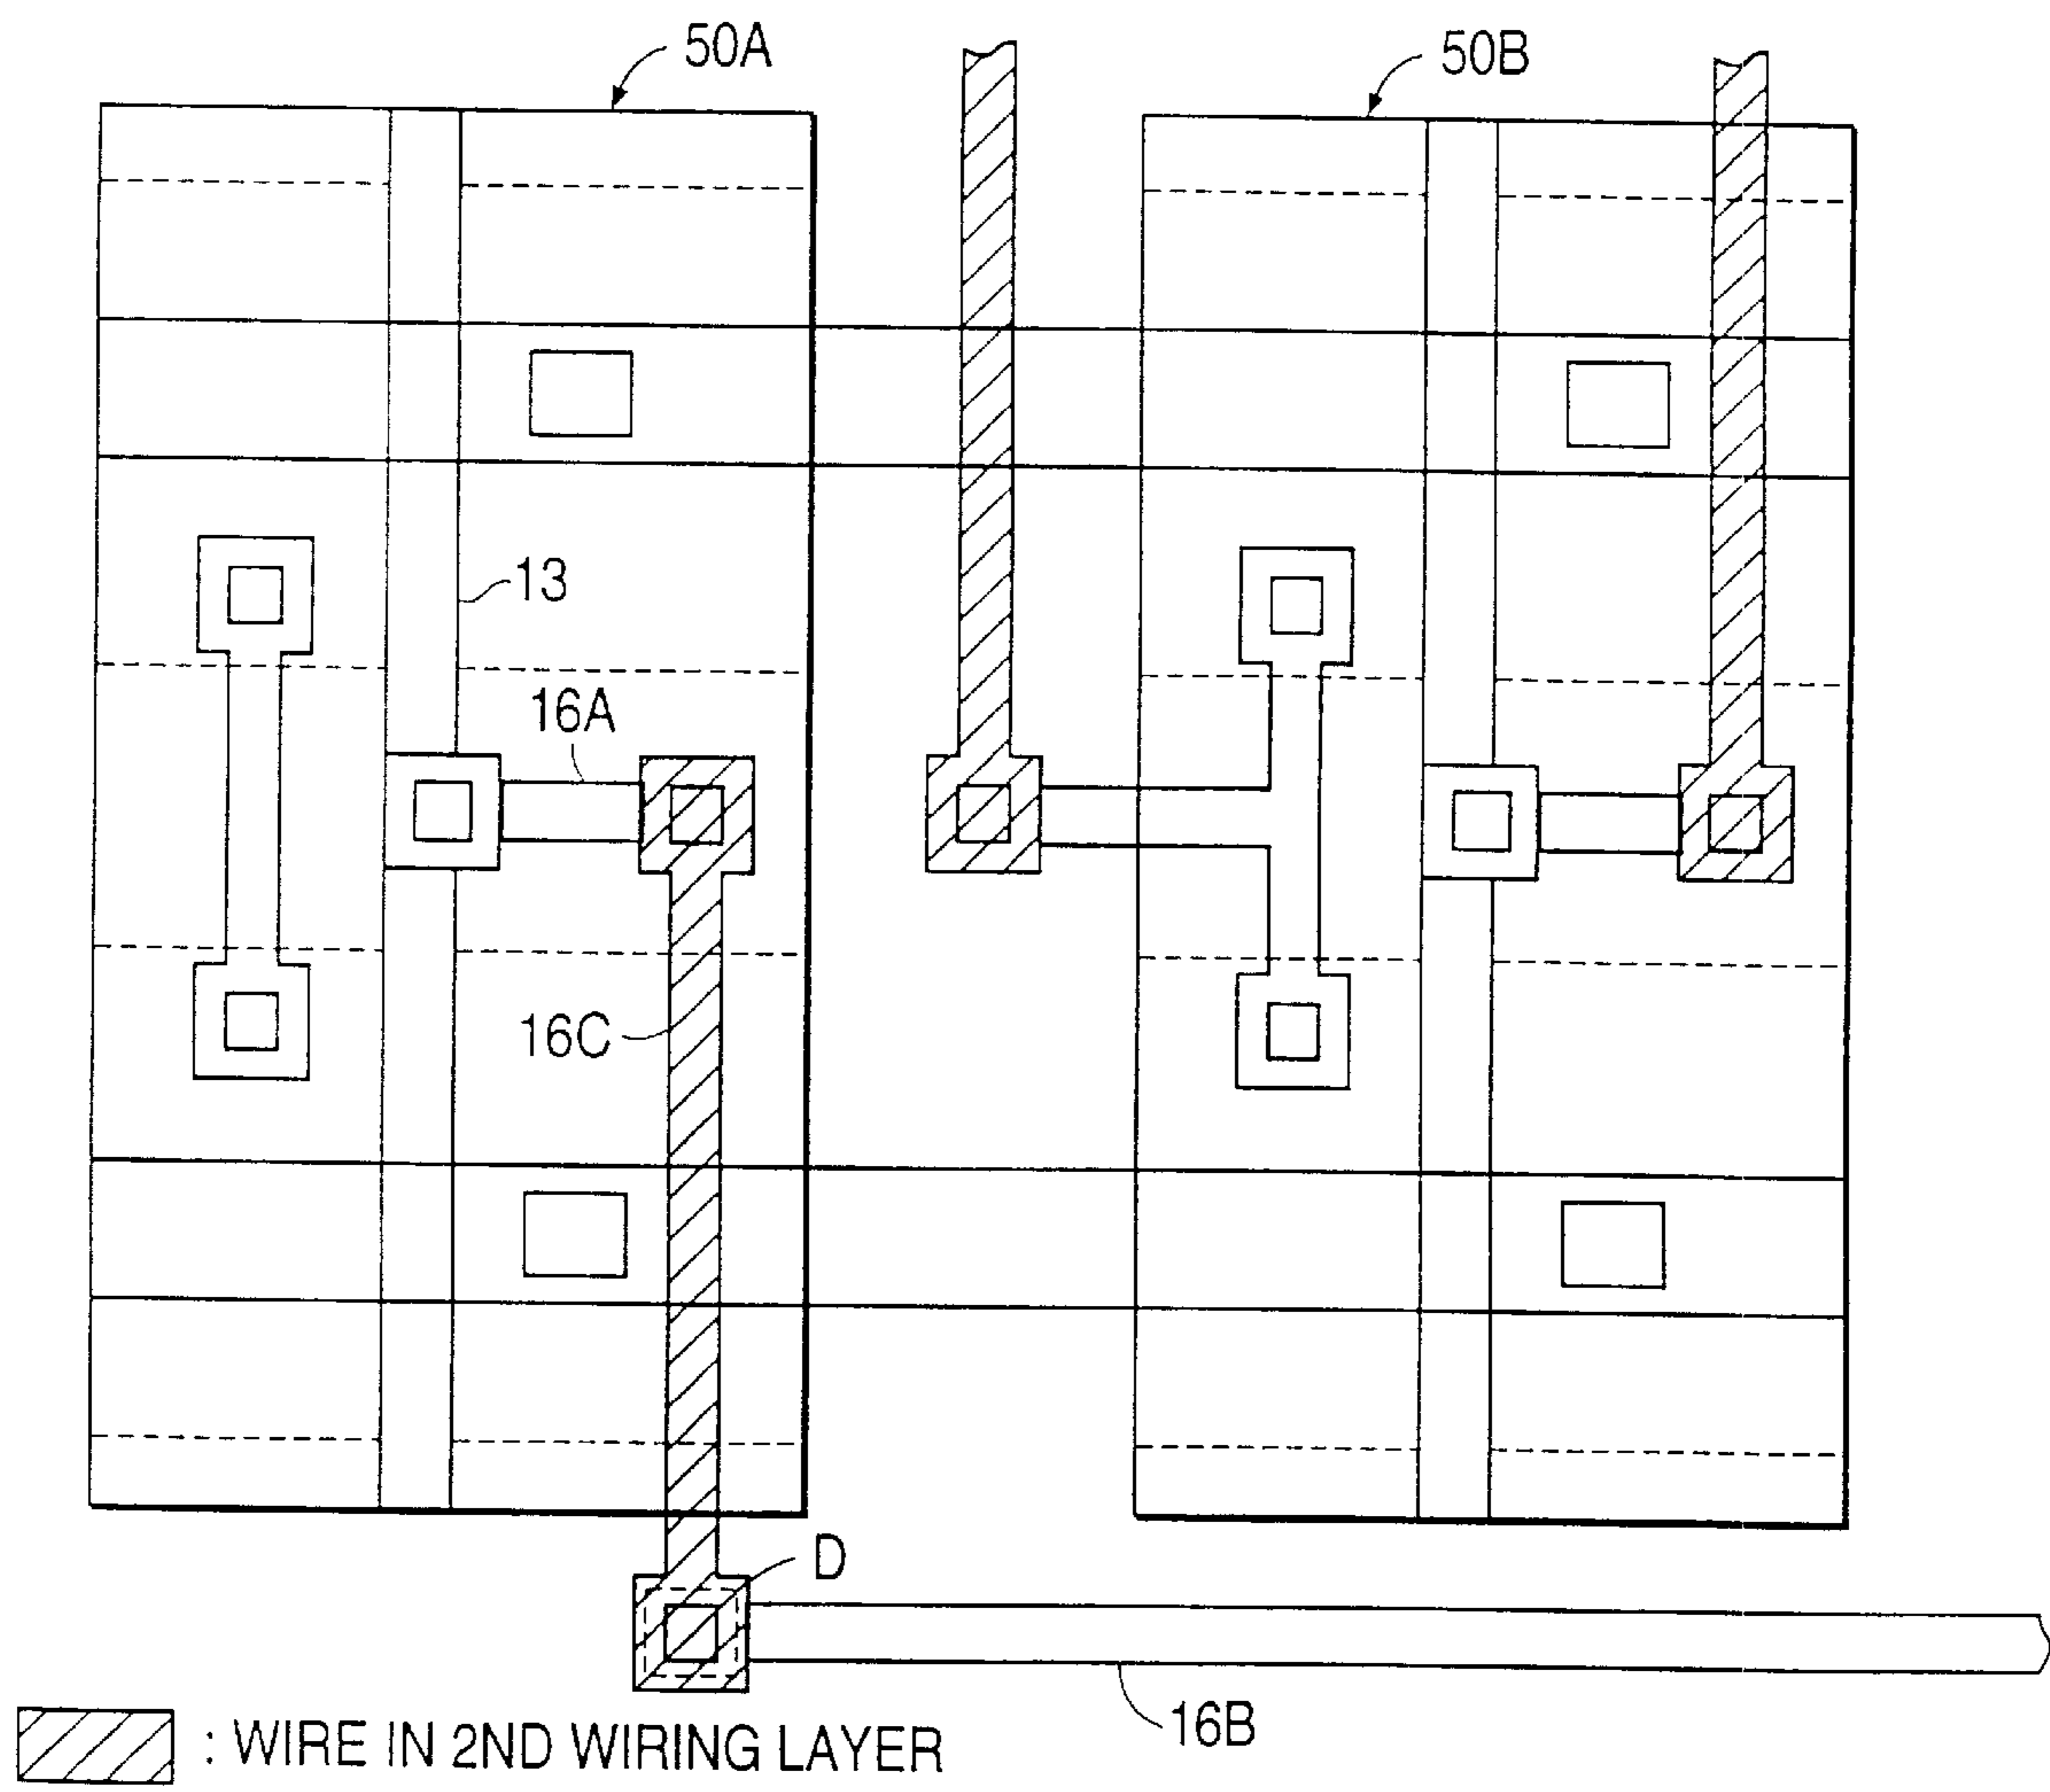 50A
50B
13
16A
16C
D
16B
: WIRE IN 2ND WIRING LAYER